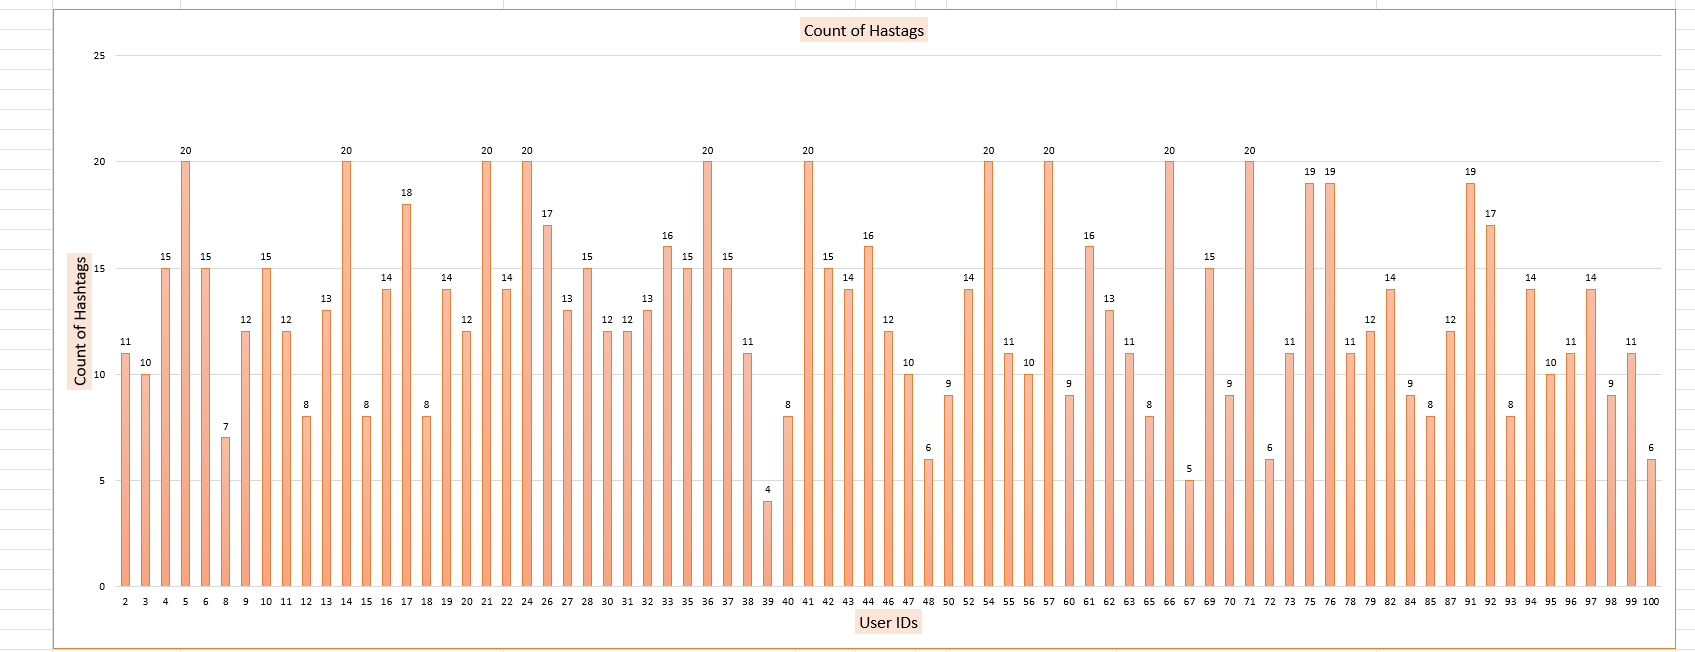 Count of Hastags
Count of Hashtags
25
20
15
10
5
0
11 10 15 20 15 7 12 15 12 8 13 20 8 14 18 8 14 12 20 14 20 17 13 15 12 12 13 16 15 20 15 11 4 8 20 15 14 16 12 10 6 9 14 20 11 10 20 9 16 13 11 8 20 5 15 9 20 6 11 19 19 11 12 14 9 8 12 19 17 8 14 10 11 14 9 11 6
2 3 4 5 6 8 9 10 11 12 13 14 15 16 17 18 19 20 21 22 24 26 27 28 30 31 32 33 35 36 37 38 39 40 41 42 43 44 46 47 48 50 52 54 55 56 57 60 61 62 63 65 66 67 69 70 71 72 73 75 76 78 79 82 84 85 87 91 92 93 94 95 96 97 98 99 100
User IDs